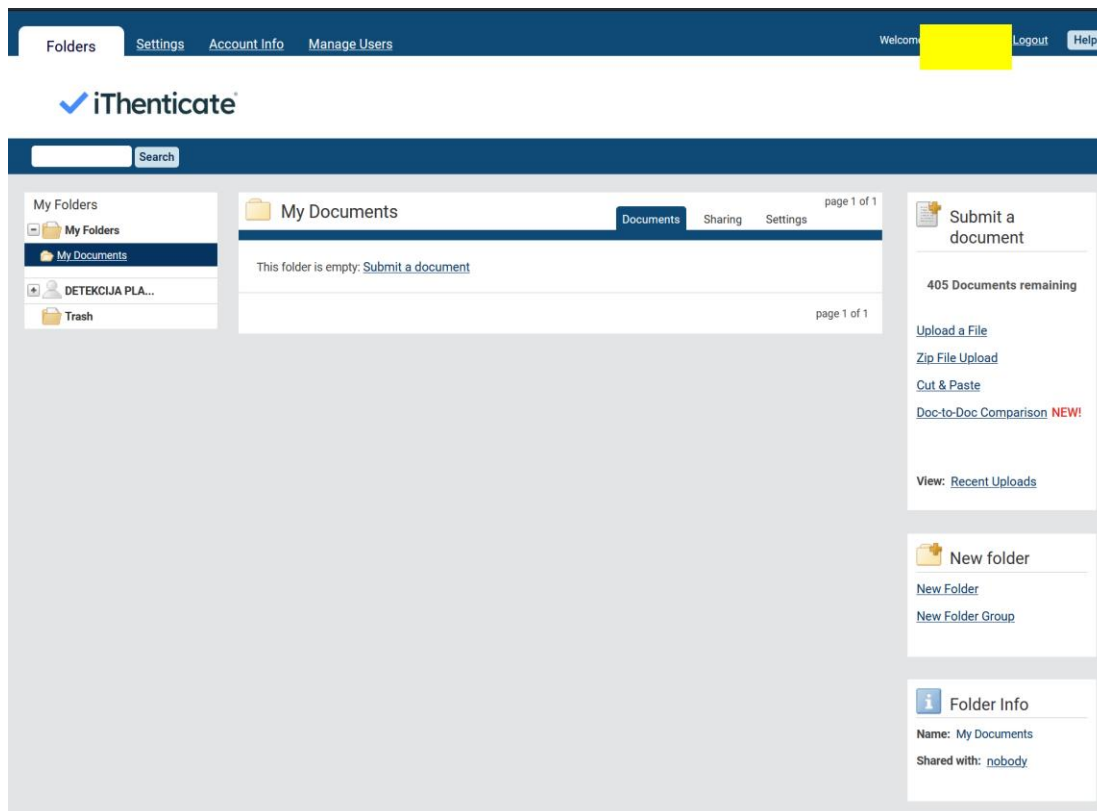 Folders Settings Account Info Manage Users Welcome Logout Help
iThenticate
Search
My Folders
My Folders
My Documents
DETEKCIJA PLA...
Trash
My Documents
page 1 of 1
Documents Sharing Settings
This folder is empty: Submit a document
page 1 of 1
Submit a
document
405 Documents remaining
Upload a File
Zip File Upload
Cut & Paste
Doc-to-Doc Comparison NEW!
View: Recent Uploads
New folder
New Folder
New Folder Group
Folder Info
Name: My Documents
Shared with: nobody